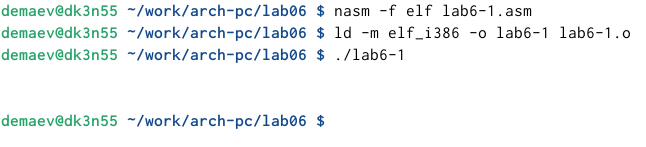 demaev@dk3n55 ~/work/arch-pc/lab06 $ nasm -f elf lab6-1.asm
demaev@dk3n55 ~/work/arch-pc/lab06 $ ld -m elf_i386 -o lab6-1 lab6-1.o
demaev@dk3n55 ~/work/arch-pc/lab06 $ ./lab6-1
demaev@dk3n55 ~/work/arch-pc/lab06 $